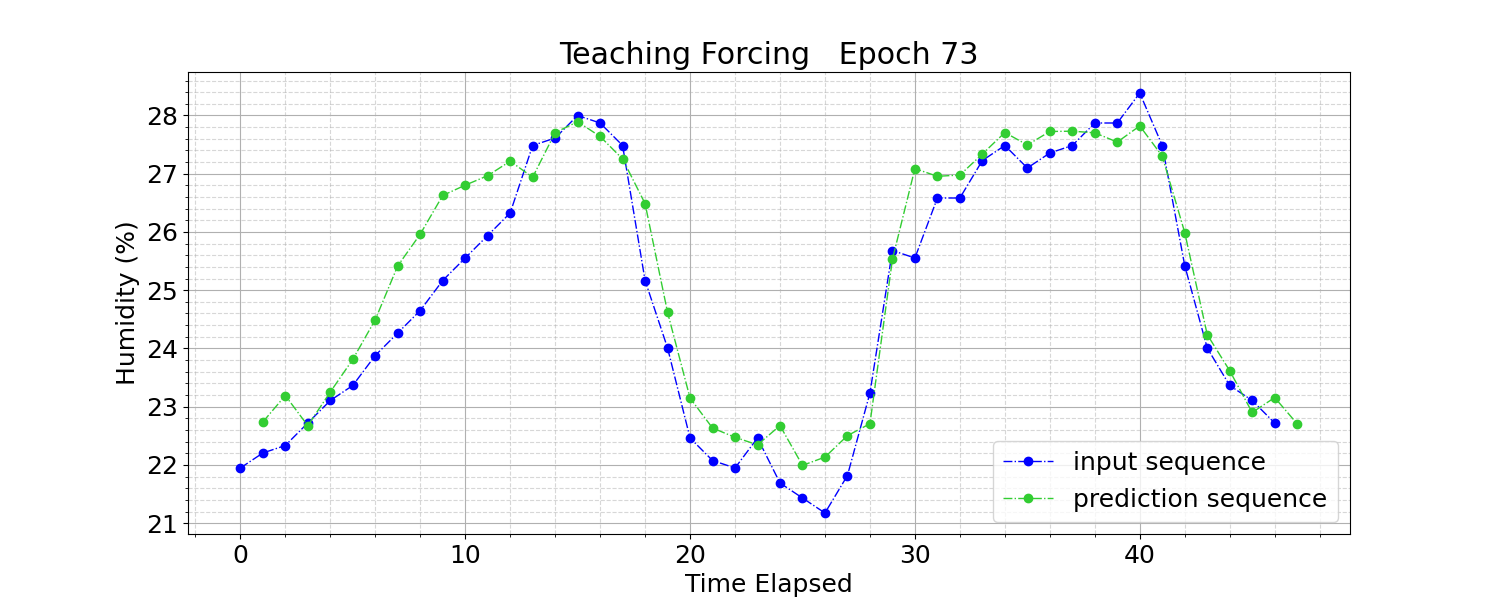 Teaching Forcing   Epoch 73
Humidity (%)
28
27
26
25
24
23
22
21
input sequence
prediction sequence
0 10 20 30 40
Time Elapsed